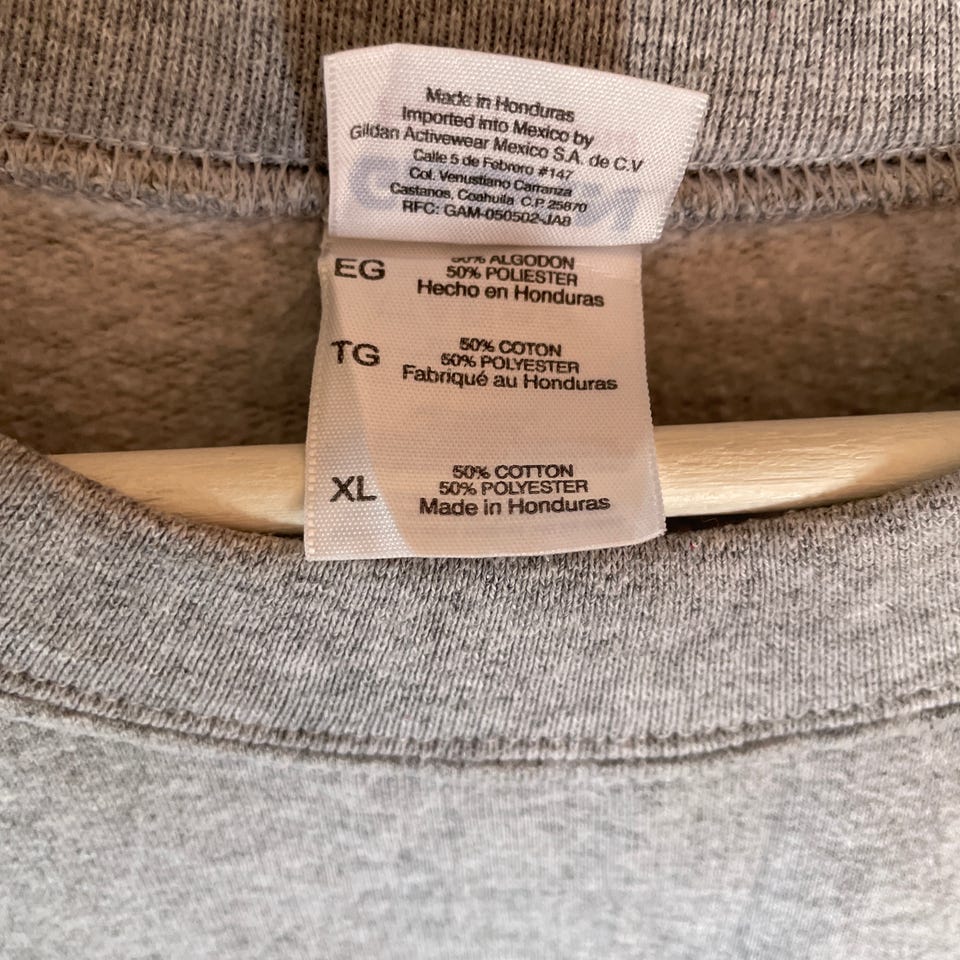 Made in Honduras
Imported into Mexico by
Gildan Activewear Mexico S.A. de C.V
Calle 5 de Febrero #147
Col. Venustiano Carranza
Castanos, Coahuila C.P. 25870
RFC: GAM-050502-JA8
EG
50% ALGODON
50% POLIESTER
Hecho en Honduras
TG
50% COTON
50% POLYESTER
Fabriqué au Honduras
XL
50% COTTON
50% POLYESTER
Made in Honduras